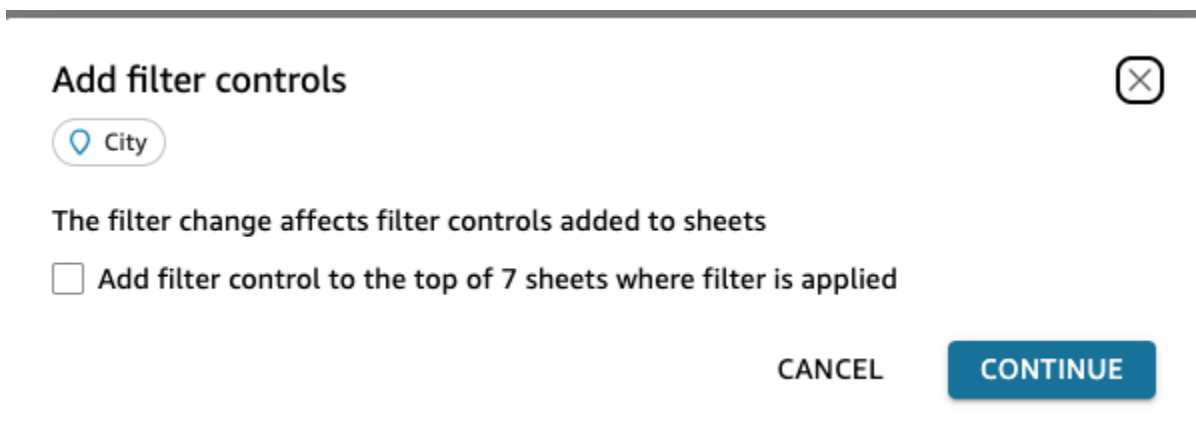 Add filter controls
City
The filter change affects filter controls added to sheets
Add filter control to the top of 7 sheets where filter is applied
CANCEL
CONTINUE